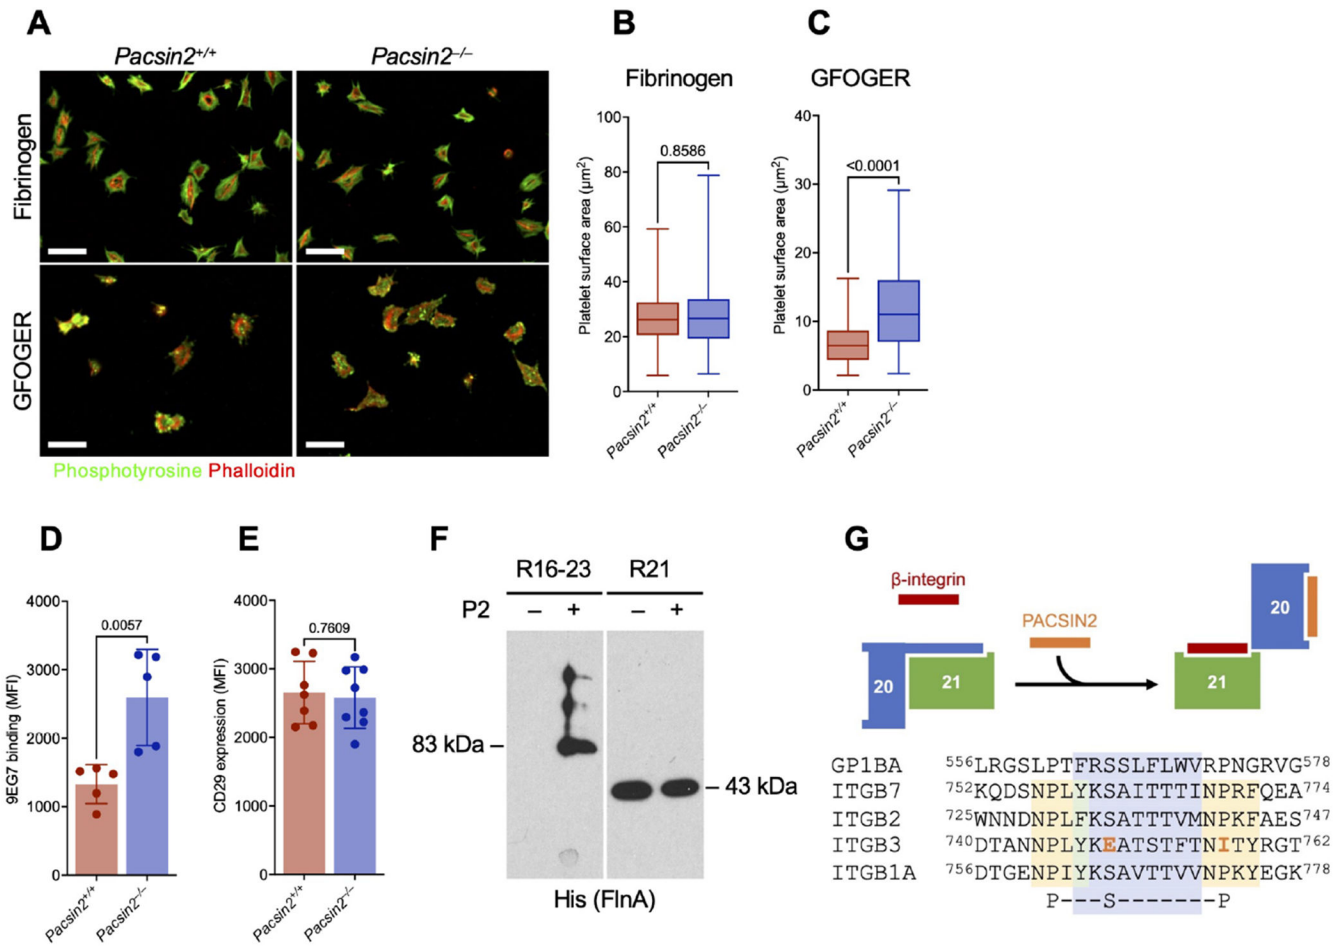 A
Pacsin2+/+
Pacsin2–/–
Fibrinogen
GFOGER
Phosphotyrosine Phalloidin
B
Fibrinogen
Platelet surface area (µm²)
100
80
60
40
20
0
0.8586
Pacsin2+/+
Pacsin2–/–
C
GFOGER
Platelet surface area (µm²)
40
30
20
10
0
<0.0001
Pacsin2+/+
Pacsin2–/–
D
9EG7 binding (MFI)
4000
3000
2000
1000
0
0.0057
Pacsin2+/+
Pacsin2–/–
E
CD29 expression (MFI)
4000
3000
2000
1000
0
0.7609
Pacsin2+/+
Pacsin2–/–
F
R16-23 R21
P2 – + – +
83 kDa –
– 43 kDa
His (FlnA)
G
β-integrin
PACSIN2
20
21
20
21
GP1BA 556LRGSLPTFRSSLFLWVRPNGRVG578
ITGB7 752KQDSNPLYKSAITTTINPRFQEA774
ITGB2 725WNNDNPLFKSATTTVMNPKFAES747
ITGB3 740DTANNPLYKEATSTFTNITYRGT762
ITGB1A 756DTGENPIYKSAVTTVVNPKYEGK778
P---S--------P